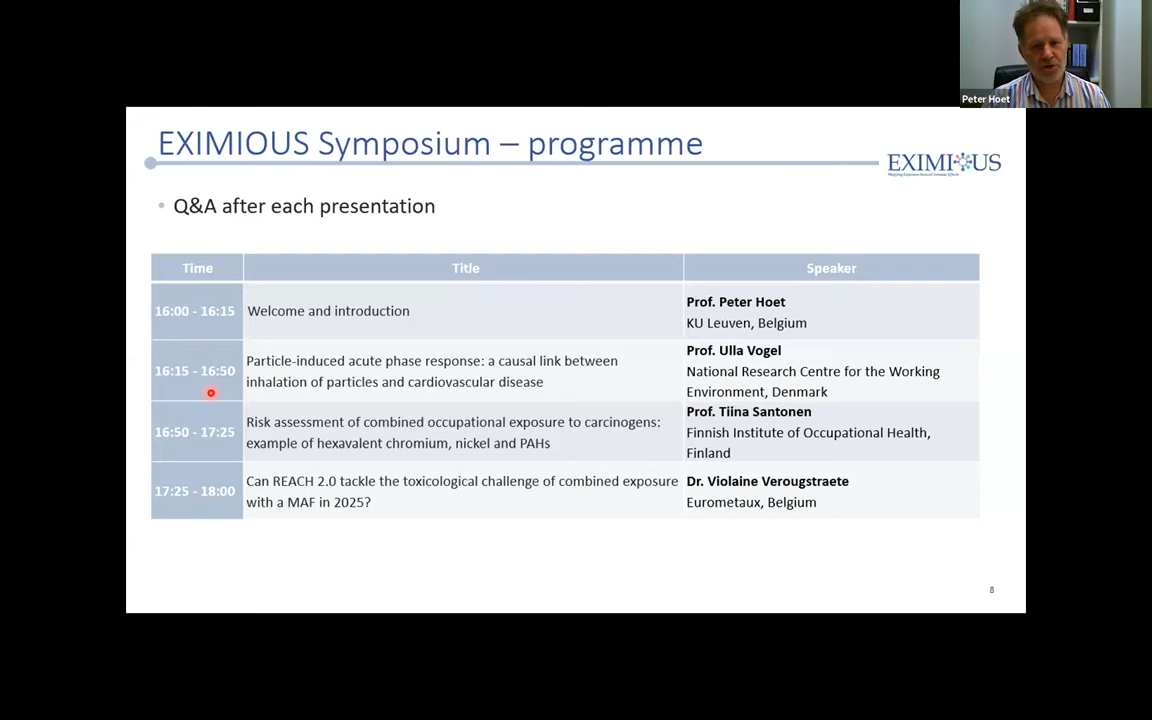 Peter Hoet
EXIMIOUS Symposium – programme
EXIMIOUS
• Q&A after each presentation
Time Title Speaker
16:00 - 16:15 Welcome and introduction Prof. Peter Hoet
KU Leuven, Belgium
16:15 - 16:50 Particle-induced acute phase response: a causal link between
inhalation of particles and cardiovascular disease
Prof. Ulla Vogel
National Research Centre for the Working
Environment, Denmark
16:50 - 17:25 Risk assessment of combined occupational exposure to carcinogens:
example of hexavalent chromium, nickel and PAHs
Prof. Tiina Santonen
Finnish Institute of Occupational Health,
Finland
17:25 - 18:00 Can REACH 2.0 tackle the toxicological challenge of combined exposure
with a MAF in 2025?
Dr. Violaine Verougstraete
Eurometaux, Belgium
8